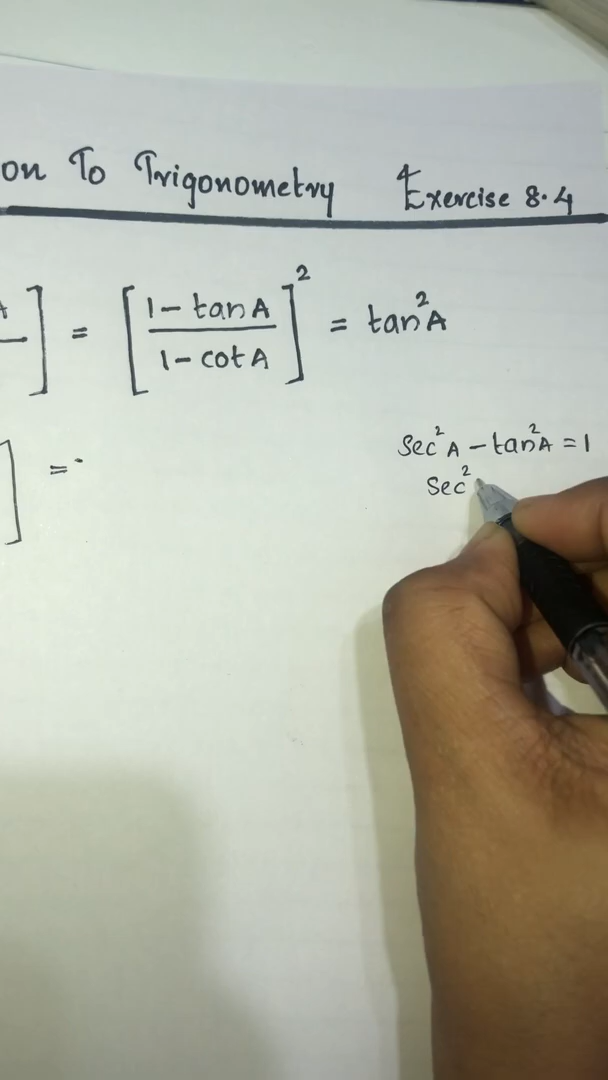 on To Trigonometry Exercise 8.4
] = [ 1 - tan A / 1 - cot A ]² = tan²A
] =
sec²A - tan²A = 1
sec²